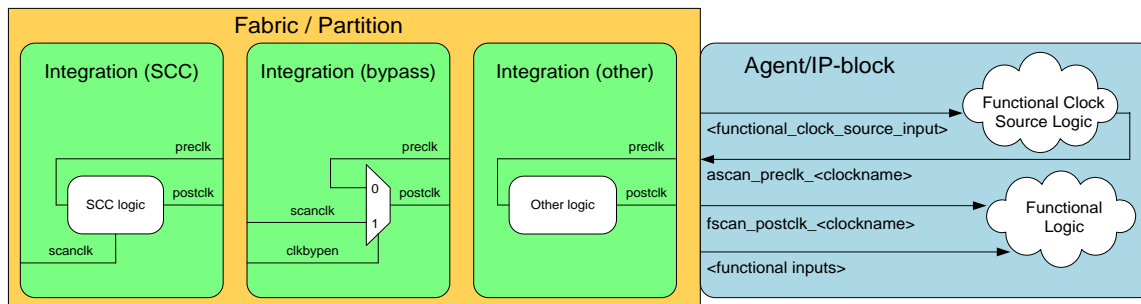 Fabric / Partition
Integration (SCC)
preclk
SCC logic
postclk
scanclk
Integration (bypass)
preclk
0
postclk
scanclk
1
clkbypen
Integration (other)
preclk
Other logic
postclk
Agent/IP-block
Functional Clock
Source Logic
<functional_clock_source_input>
ascan_preclk_<clockname>
Functional
Logic
fscan_postclk_<clockname>
<functional inputs>